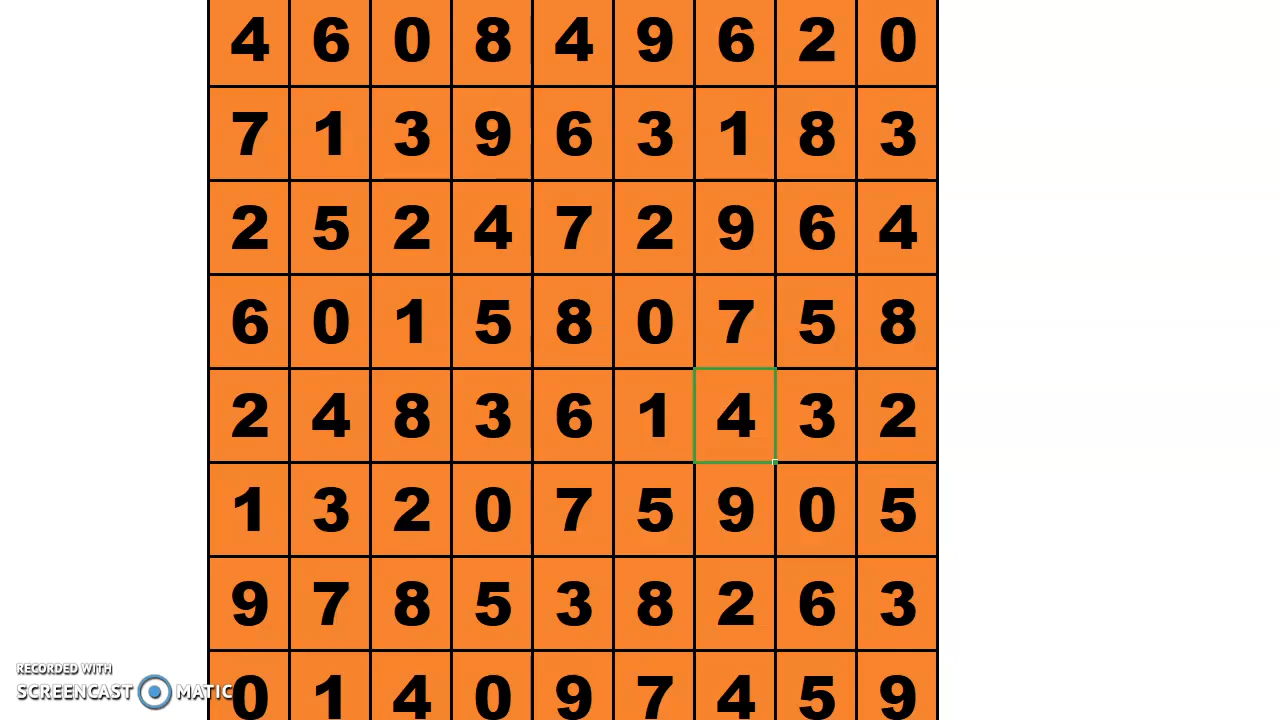 4 6 0 8 4 9 6 2 0
7 1 3 9 6 3 1 8 3
2 5 2 4 7 2 9 6 4
6 0 1 5 8 0 7 5 8
2 4 8 3 6 1 4 3 2
1 3 2 0 7 5 9 0 5
9 7 8 5 3 8 2 6 3
0 1 4 0 9 7 4 5 9
RECORDED WITH
SCREENCAST MATIC